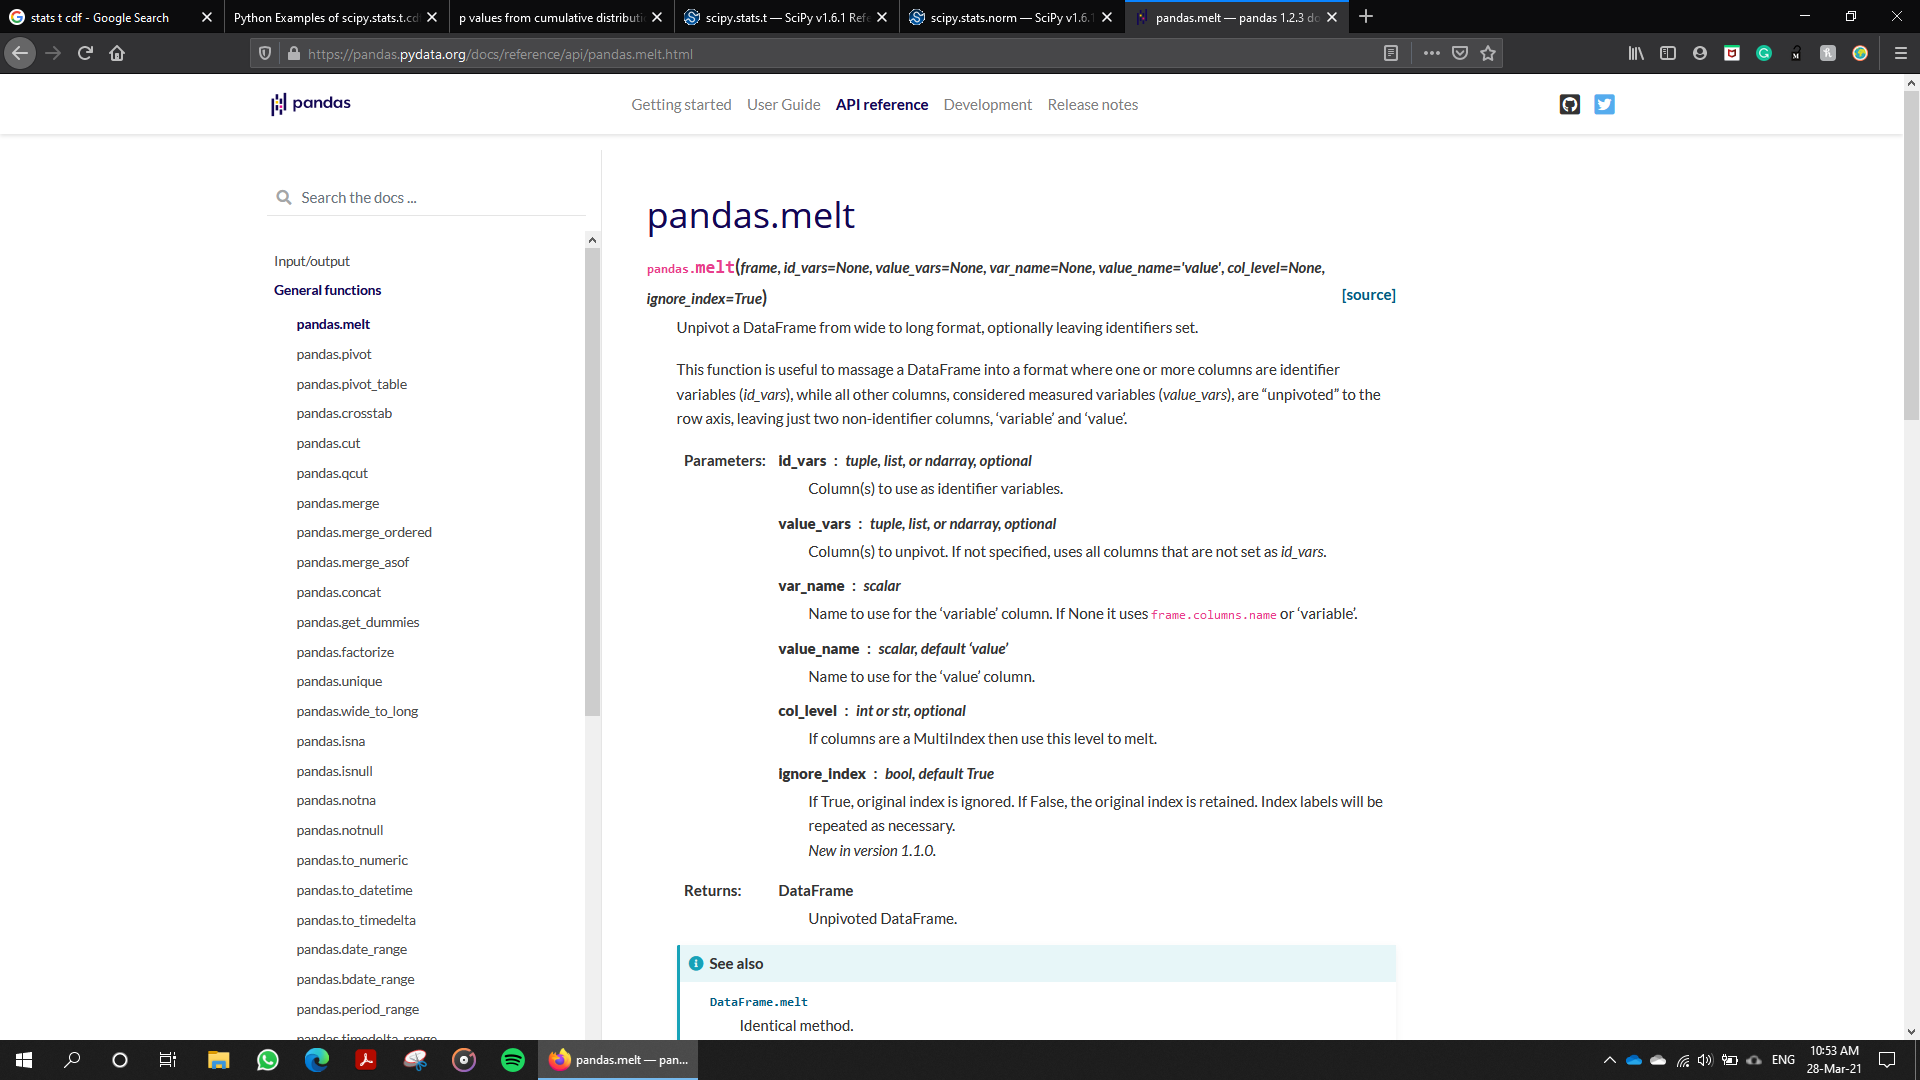 stats t cdf - Google Search
Python Examples of scipy.stats.t.cd
p values from cumulative distributi
scipy.stats.t — SciPy v1.6.1 Refe
scipy.stats.norm — SciPy v1.6.1
pandas.melt — pandas 1.2.3 do
https://pandas.pydata.org/docs/reference/api/pandas.melt.html
pandas
Getting started
User Guide
API reference
Development
Release notes
Search the docs ...
Input/output
General functions
pandas.melt
pandas.pivot
pandas.pivot_table
pandas.crosstab
pandas.cut
pandas.qcut
pandas.merge
pandas.merge_ordered
pandas.merge_asof
pandas.concat
pandas.get_dummies
pandas.factorize
pandas.unique
pandas.wide_to_long
pandas.isna
pandas.isnull
pandas.notna
pandas.notnull
pandas.to_numeric
pandas.to_datetime
pandas.to_timedelta
pandas.date_range
pandas.bdate_range
pandas.period_range
pandas.timedelta_range
pandas.melt
pandas.melt(frame, id_vars=None, value_vars=None, var_name=None, value_name='value', col_level=None,
ignore_index=True)
[source]
Unpivot a DataFrame from wide to long format, optionally leaving identifiers set.
This function is useful to massage a DataFrame into a format where one or more columns are identifier
variables (id_vars), while all other columns, considered measured variables (value_vars), are “unpivoted” to the
row axis, leaving just two non-identifier columns, ‘variable’ and ‘value’.
Parameters:
id_vars : tuple, list, or ndarray, optional
Column(s) to use as identifier variables.
value_vars : tuple, list, or ndarray, optional
Column(s) to unpivot. If not specified, uses all columns that are not set as id_vars.
var_name : scalar
Name to use for the ‘variable’ column. If None it uses frame.columns.name or ‘variable’.
value_name : scalar, default ‘value’
Name to use for the ‘value’ column.
col_level : int or str, optional
If columns are a MultiIndex then use this level to melt.
ignore_index : bool, default True
If True, original index is ignored. If False, the original index is retained. Index labels will be
repeated as necessary.
New in version 1.1.0.
Returns:
DataFrame
Unpivoted DataFrame.
See also
DataFrame.melt
Identical method.
pandas.melt — pan...
ENG
10:53 AM
28-Mar-21